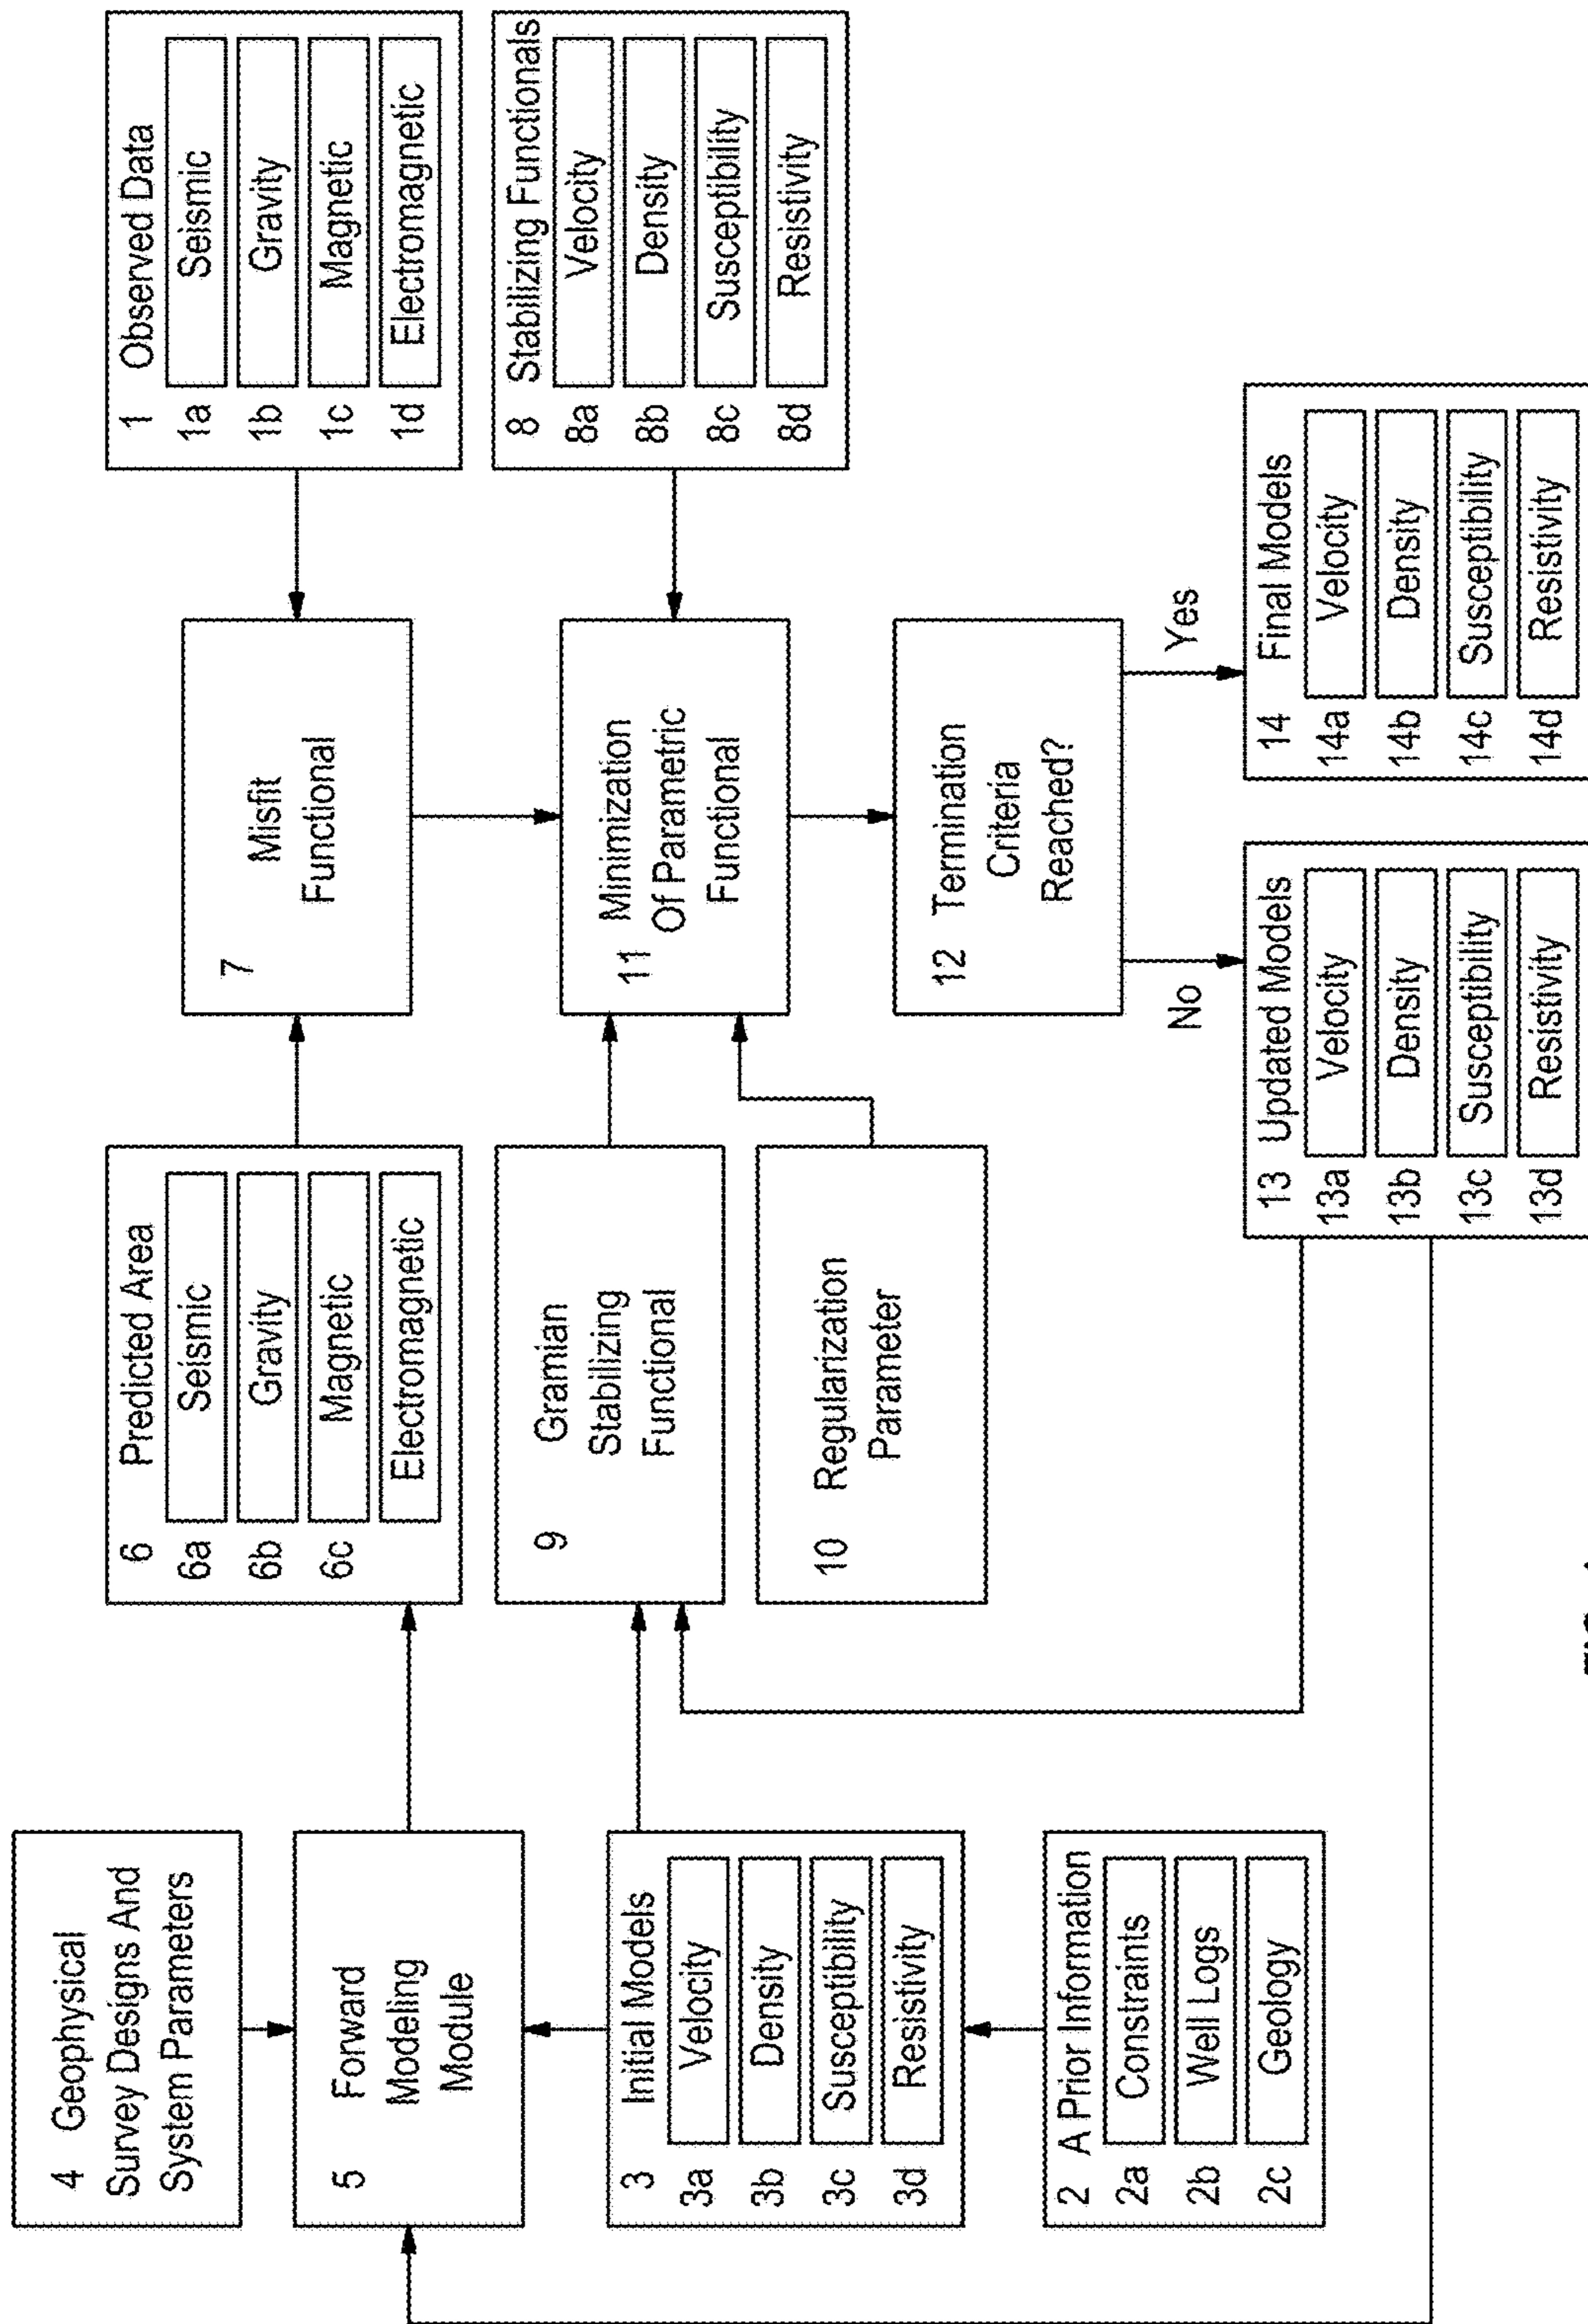 4 Geophysical
Survey Designs And
System Parameters
5 Forward
Modeling
Module
3 Initial Models
3a Velocity
3b Density
3c Susceptibility
3d Resistivity
2 A Prior Information
2a Constraints
2b Well Logs
2c Geology
6 Predicted Area
6a Seismic
6b Gravity
6c Magnetic
Electromagnetic
9 Gramian
Stabilizing
Functional
10 Regularization
Parameter
7 Misfit
Functional
11 Minimization
Of Parametric
Functional
12 Termination
Criteria
Reached?
No
Yes
1 Observed Data
1a Seismic
1b Gravity
1c Magnetic
1d Electromagnetic
8 Stabilizing Functionals
8a Velocity
8b Density
8c Susceptibility
8d Resistivity
13 Updated Models
13a Velocity
13b Density
13c Susceptibility
13d Resistivity
14 Final Models
14a Velocity
14b Density
14c Susceptibility
14d Resistivity